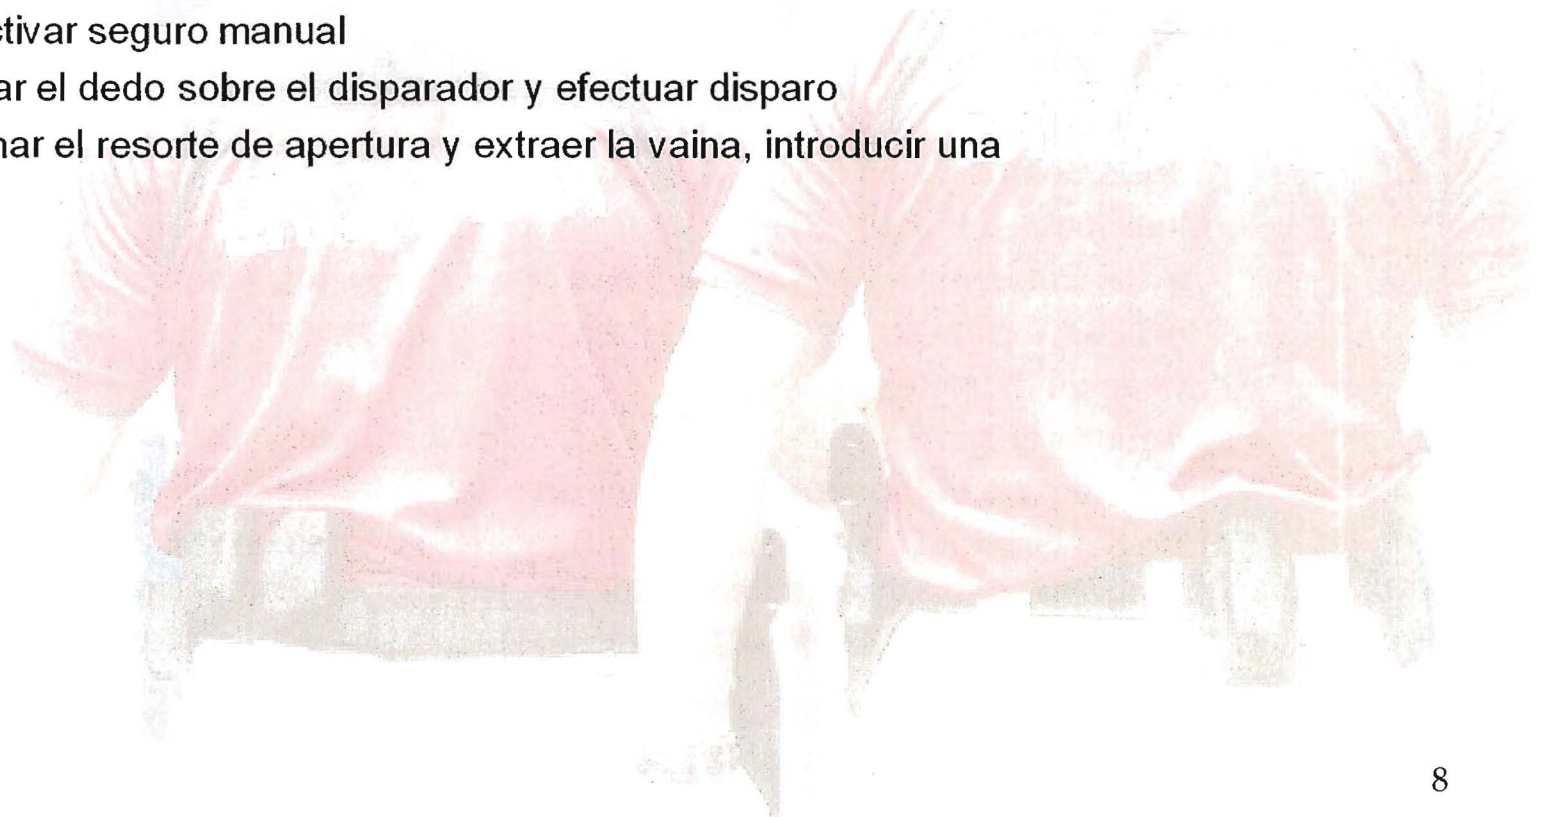 ctivar seguro manual
ar el dedo sobre el disparador y efectuar disparo
nar el resorte de apertura y extraer la vaina, introducir una
8